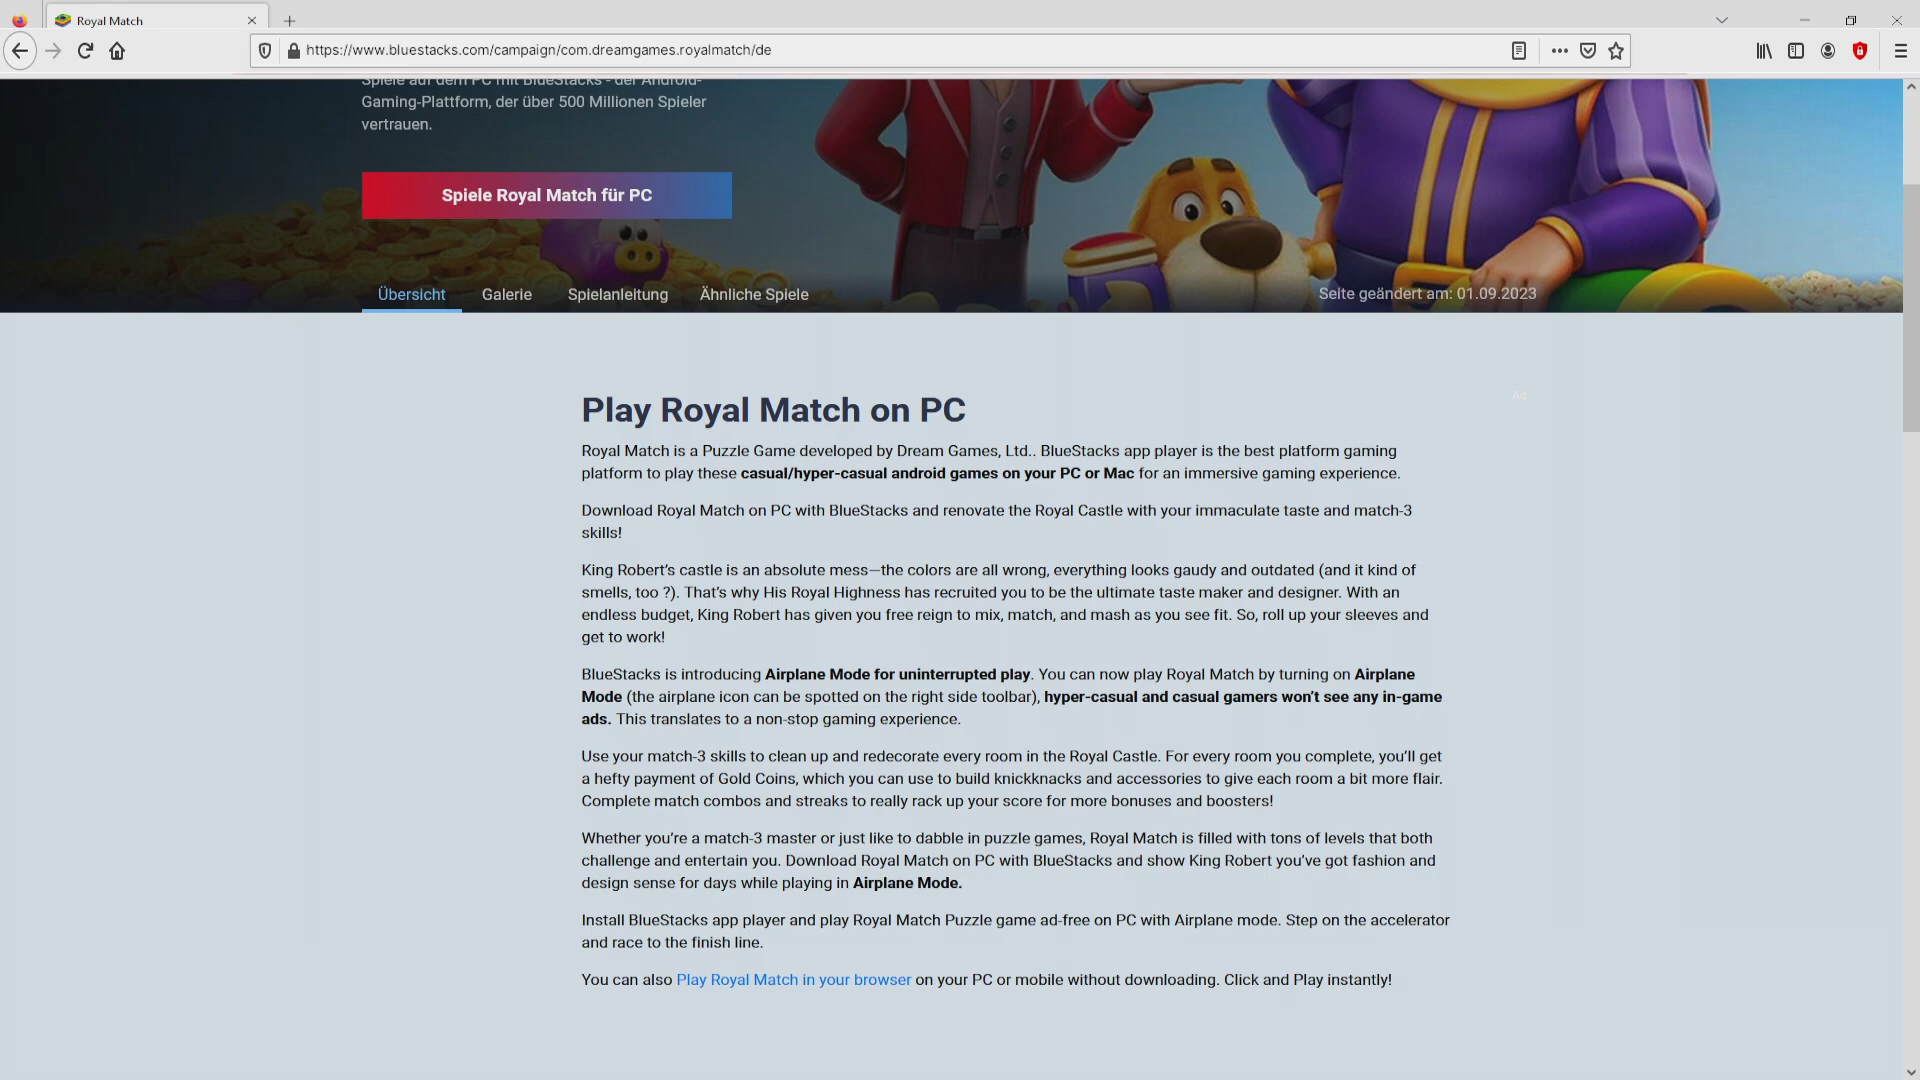 Royal Match
https://www.bluestacks.com/campaign/com.dreamgames.royalmatch/de
Spiele auf dem PC mit BlueStacks - der Android-
Gaming-Plattform, der über 500 Millionen Spieler
vertrauen.
Spiele Royal Match für PC
Übersicht
Galerie
Spielanleitung
Ähnliche Spiele
Seite geändert am: 01.09.2023
Ad
Play Royal Match on PC
Royal Match is a Puzzle Game developed by Dream Games, Ltd.. BlueStacks app player is the best platform gaming
platform to play these casual/hyper-casual android games on your PC or Mac for an immersive gaming experience.
Download Royal Match on PC with BlueStacks and renovate the Royal Castle with your immaculate taste and match-3
skills!
King Robert’s castle is an absolute mess—the colors are all wrong, everything looks gaudy and outdated (and it kind of
smells, too ?). That’s why His Royal Highness has recruited you to be the ultimate taste maker and designer. With an
endless budget, King Robert has given you free reign to mix, match, and mash as you see fit. So, roll up your sleeves and
get to work!
BlueStacks is introducing Airplane Mode for uninterrupted play. You can now play Royal Match by turning on Airplane
Mode (the airplane icon can be spotted on the right side toolbar), hyper-casual and casual gamers won’t see any in-game
ads. This translates to a non-stop gaming experience.
Use your match-3 skills to clean up and redecorate every room in the Royal Castle. For every room you complete, you’ll get
a hefty payment of Gold Coins, which you can use to build knickknacks and accessories to give each room a bit more flair.
Complete match combos and streaks to really rack up your score for more bonuses and boosters!
Whether you’re a match-3 master or just like to dabble in puzzle games, Royal Match is filled with tons of levels that both
challenge and entertain you. Download Royal Match on PC with BlueStacks and show King Robert you’ve got fashion and
design sense for days while playing in Airplane Mode.
Install BlueStacks app player and play Royal Match Puzzle game ad-free on PC with Airplane mode. Step on the accelerator
and race to the finish line.
You can also Play Royal Match in your browser on your PC or mobile without downloading. Click and Play instantly!